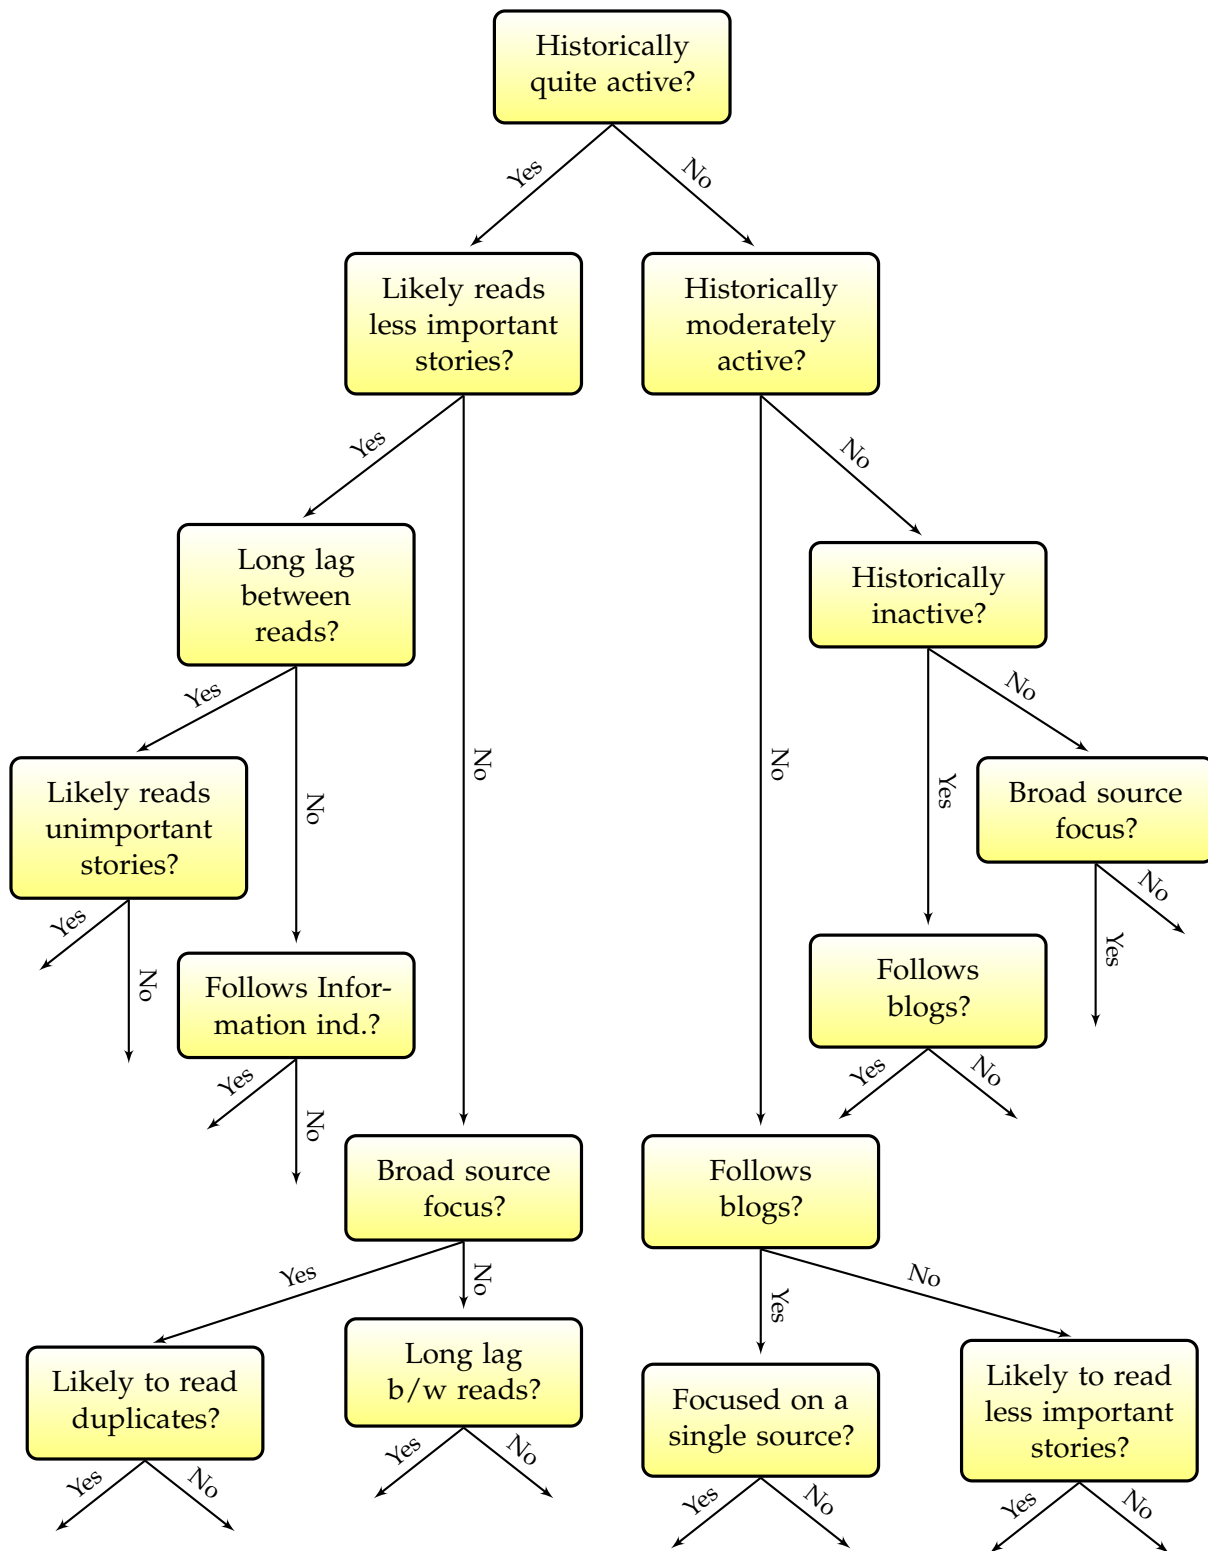 Historically
quite active?
Yes
No
Likely reads
less important
stories?
Historically
moderately
active?
Yes
No
No
No
Long lag
between
reads?
Historically
inactive?
Yes
No
Yes
No
Likely reads
unimportant
stories?
Broad source
focus?
Yes
No
No
Yes
Follows Infor-
mation ind.?
Follows
blogs?
Yes
No
Yes
No
Broad source
focus?
Follows
blogs?
Yes
No
Yes
No
Likely to read
duplicates?
Long lag
b/w reads?
Focused on a
single source?
Likely to read
less important
stories?
Yes
No
Yes
No
Yes
No
Yes
No